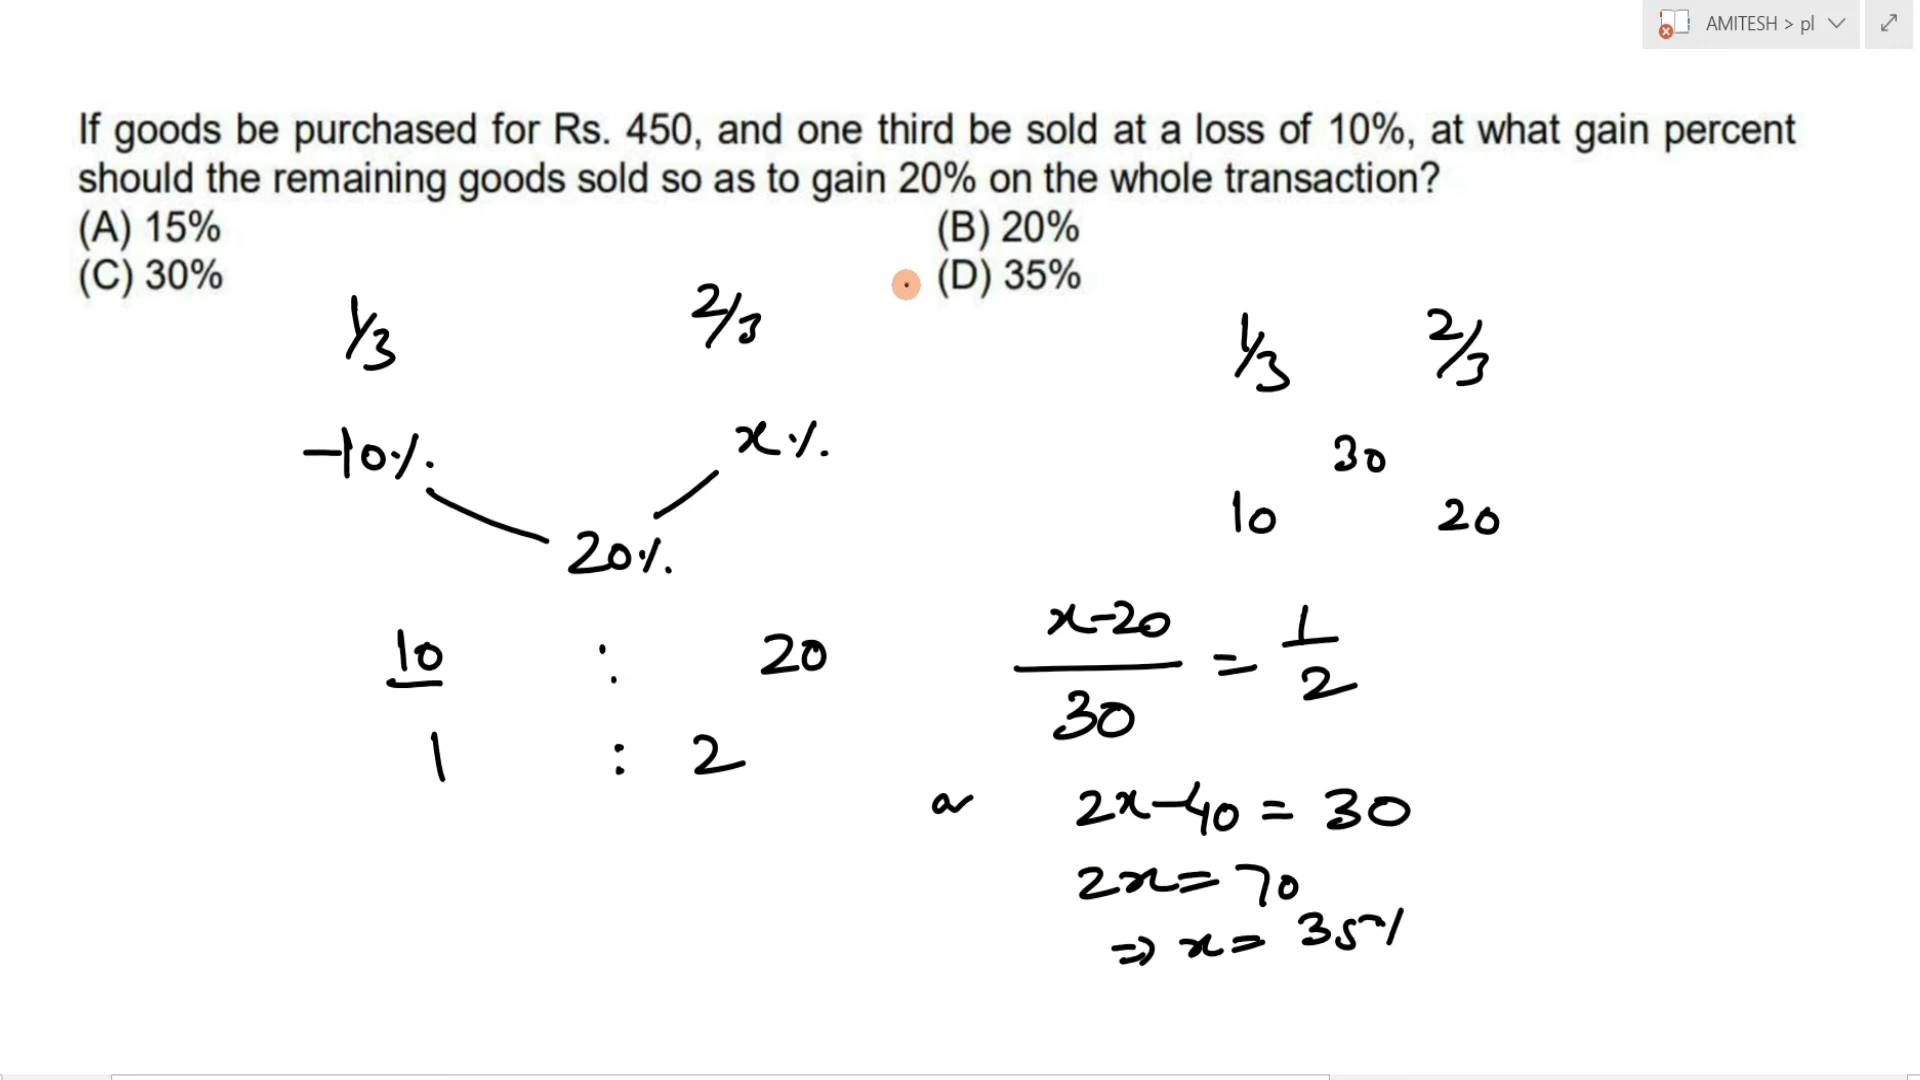 AMITESH > pl
If goods be purchased for Rs. 450, and one third be sold at a loss of 10%, at what gain percent
should the remaining goods sold so as to gain 20% on the whole transaction?
(A) 15% (B) 20%
(C) 30% (D) 35%
1/3 2/3 1/3 2/3
-10% x% 30
10 20
20%
x-20/30 = 1/2
10 : 20
1 : 2
or 2x-40 = 30
2x = 70
⇒ x = 35%